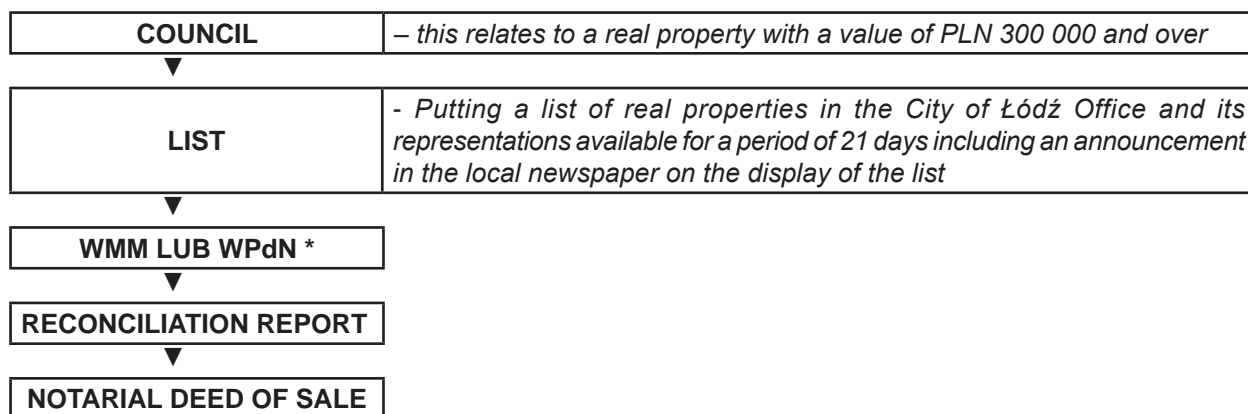 COUNCIL
– this relates to a real property with a value of PLN 300 000 and over
LIST
- Putting a list of real properties in the City of Łódź Office and its
representations available for a period of 21 days including an announcement
in the local newspaper on the display of the list
WMM LUB WPdN *
RECONCILIATION REPORT
NOTARIAL DEED OF SALE